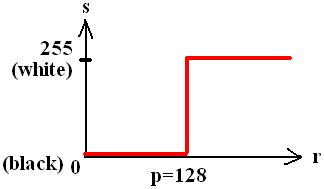 s
255
(white)
(black) 0
r
p=128